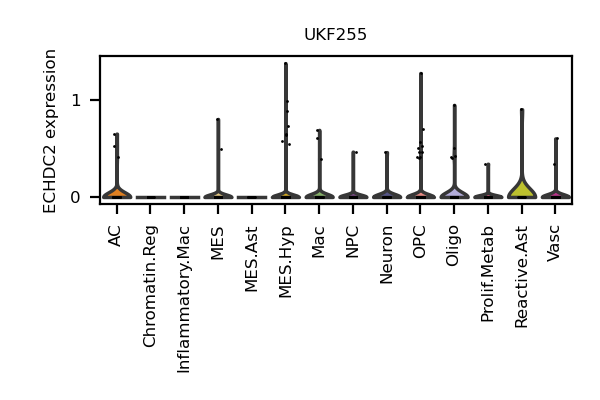 UKF255
ECHDC2 expression
1
0
AC
Chromatin.Reg
Inflammatory.Mac
MES
MES.Ast
MES.Hyp
Mac
NPC
Neuron
OPC
Oligo
Prolif.Metab
Reactive.Ast
Vasc